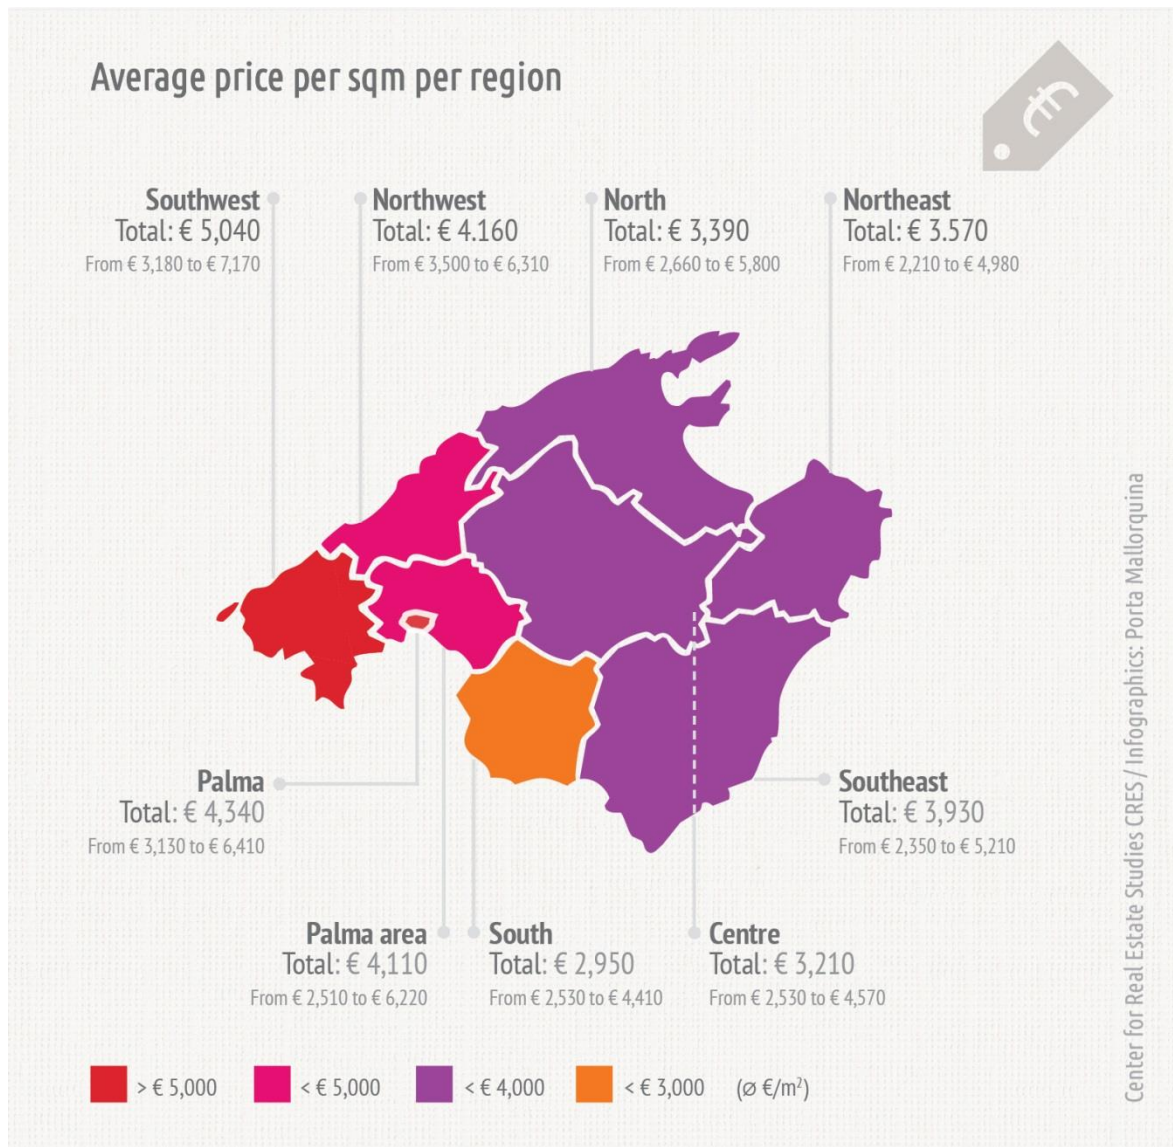 Average price per sqm per region
€
Southwest
Total: € 5,040
From € 3,180 to € 7,170
Northwest
Total: € 4.160
From € 3,500 to € 6,310
North
Total: € 3,390
From € 2,660 to € 5,800
Northeast
Total: € 3.570
From € 2,210 to € 4,980
Palma
Total: € 4,340
From € 3,130 to € 6,410
Southeast
Total: € 3,930
From € 2,350 to € 5,210
Palma area
Total: € 4,110
From € 2,510 to € 6,220
South
Total: € 2,950
From € 2,530 to € 4,410
Centre
Total: € 3,210
From € 2,530 to € 4,570
> € 5,000 < € 5,000 < € 4,000 < € 3,000 (ø €/m²)
Center for Real Estate Studies CRES / Infographics: Porta Mallorquina